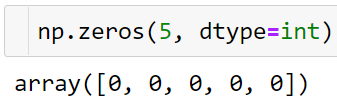 np.zeros(5, dtype=int)
array([0, 0, 0, 0, 0])